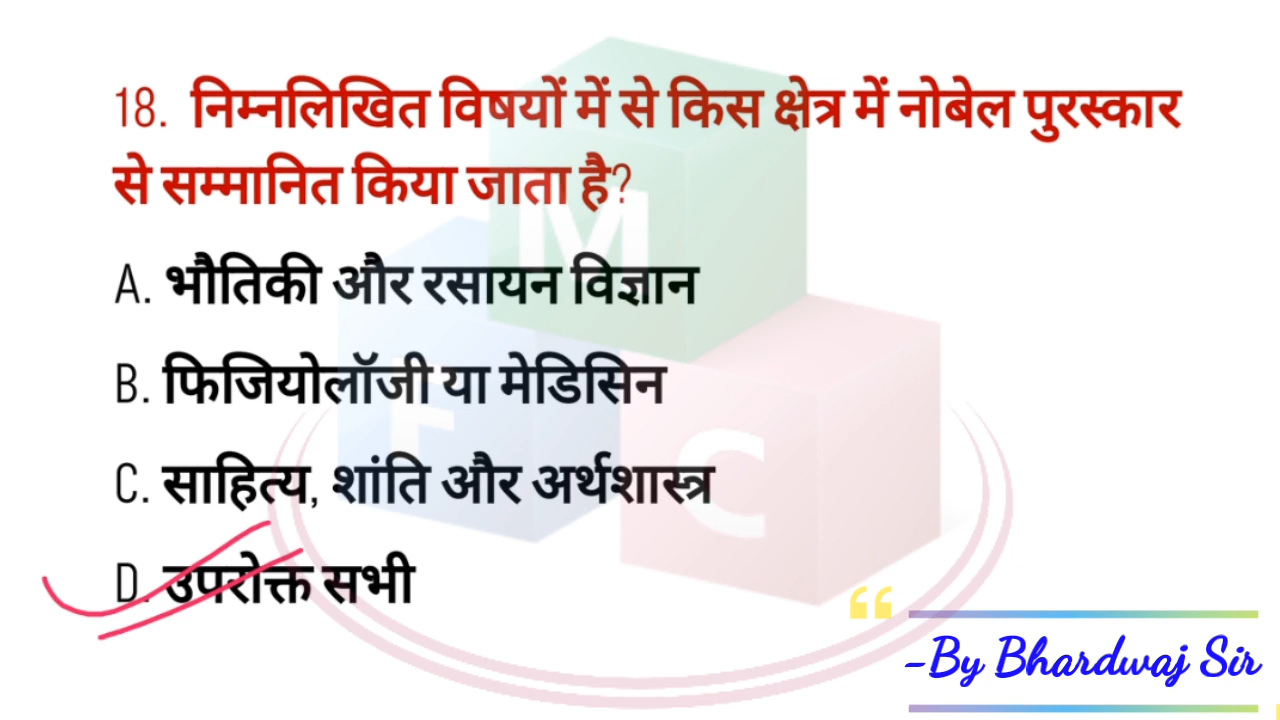 18. निम्नलिखित विषयों में से किस क्षेत्र में नोबेल पुरस्कार
से सम्मानित किया जाता है?
A. भौतिकी और रसायन विज्ञान
B. फिजियोलॉजी या मेडिसिन
C. साहित्य, शांति और अर्थशास्त्र
D. उपरोक्त सभी
M
F
C
“
-By Bhardwaj Sir